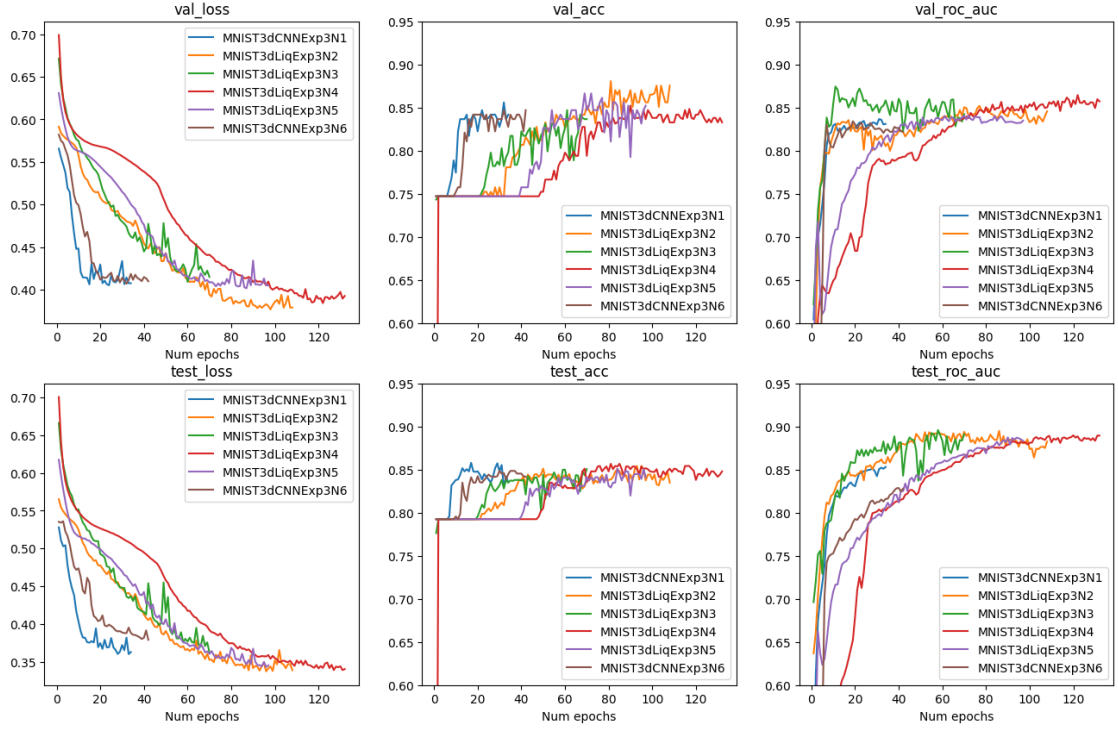 val_loss
0.70
0.65
0.60
0.55
0.50
0.45
0.40
0 20 40 60 80 100 120
Num epochs
MNIST3dCNNExp3N1
MNIST3dLiqExp3N2
MNIST3dLiqExp3N3
MNIST3dLiqExp3N4
MNIST3dLiqExp3N5
MNIST3dCNNExp3N6
val_acc
0.95
0.90
0.85
0.80
0.75
0.70
0.65
0.60
0 20 40 60 80 100 120
Num epochs
MNIST3dCNNExp3N1
MNIST3dLiqExp3N2
MNIST3dLiqExp3N3
MNIST3dLiqExp3N4
MNIST3dLiqExp3N5
MNIST3dCNNExp3N6
val_roc_auc
0.95
0.90
0.85
0.80
0.75
0.70
0.65
0.60
0 20 40 60 80 100 120
Num epochs
MNIST3dCNNExp3N1
MNIST3dLiqExp3N2
MNIST3dLiqExp3N3
MNIST3dLiqExp3N4
MNIST3dLiqExp3N5
MNIST3dCNNExp3N6
test_loss
0.70
0.65
0.60
0.55
0.50
0.45
0.40
0.35
0 20 40 60 80 100 120
Num epochs
MNIST3dCNNExp3N1
MNIST3dLiqExp3N2
MNIST3dLiqExp3N3
MNIST3dLiqExp3N4
MNIST3dLiqExp3N5
MNIST3dCNNExp3N6
test_acc
0.95
0.90
0.85
0.80
0.75
0.70
0.65
0.60
0 20 40 60 80 100 120
Num epochs
MNIST3dCNNExp3N1
MNIST3dLiqExp3N2
MNIST3dLiqExp3N3
MNIST3dLiqExp3N4
MNIST3dLiqExp3N5
MNIST3dCNNExp3N6
test_roc_auc
0.95
0.90
0.85
0.80
0.75
0.70
0.65
0.60
0 20 40 60 80 100 120
Num epochs
MNIST3dCNNExp3N1
MNIST3dLiqExp3N2
MNIST3dLiqExp3N3
MNIST3dLiqExp3N4
MNIST3dLiqExp3N5
MNIST3dCNNExp3N6